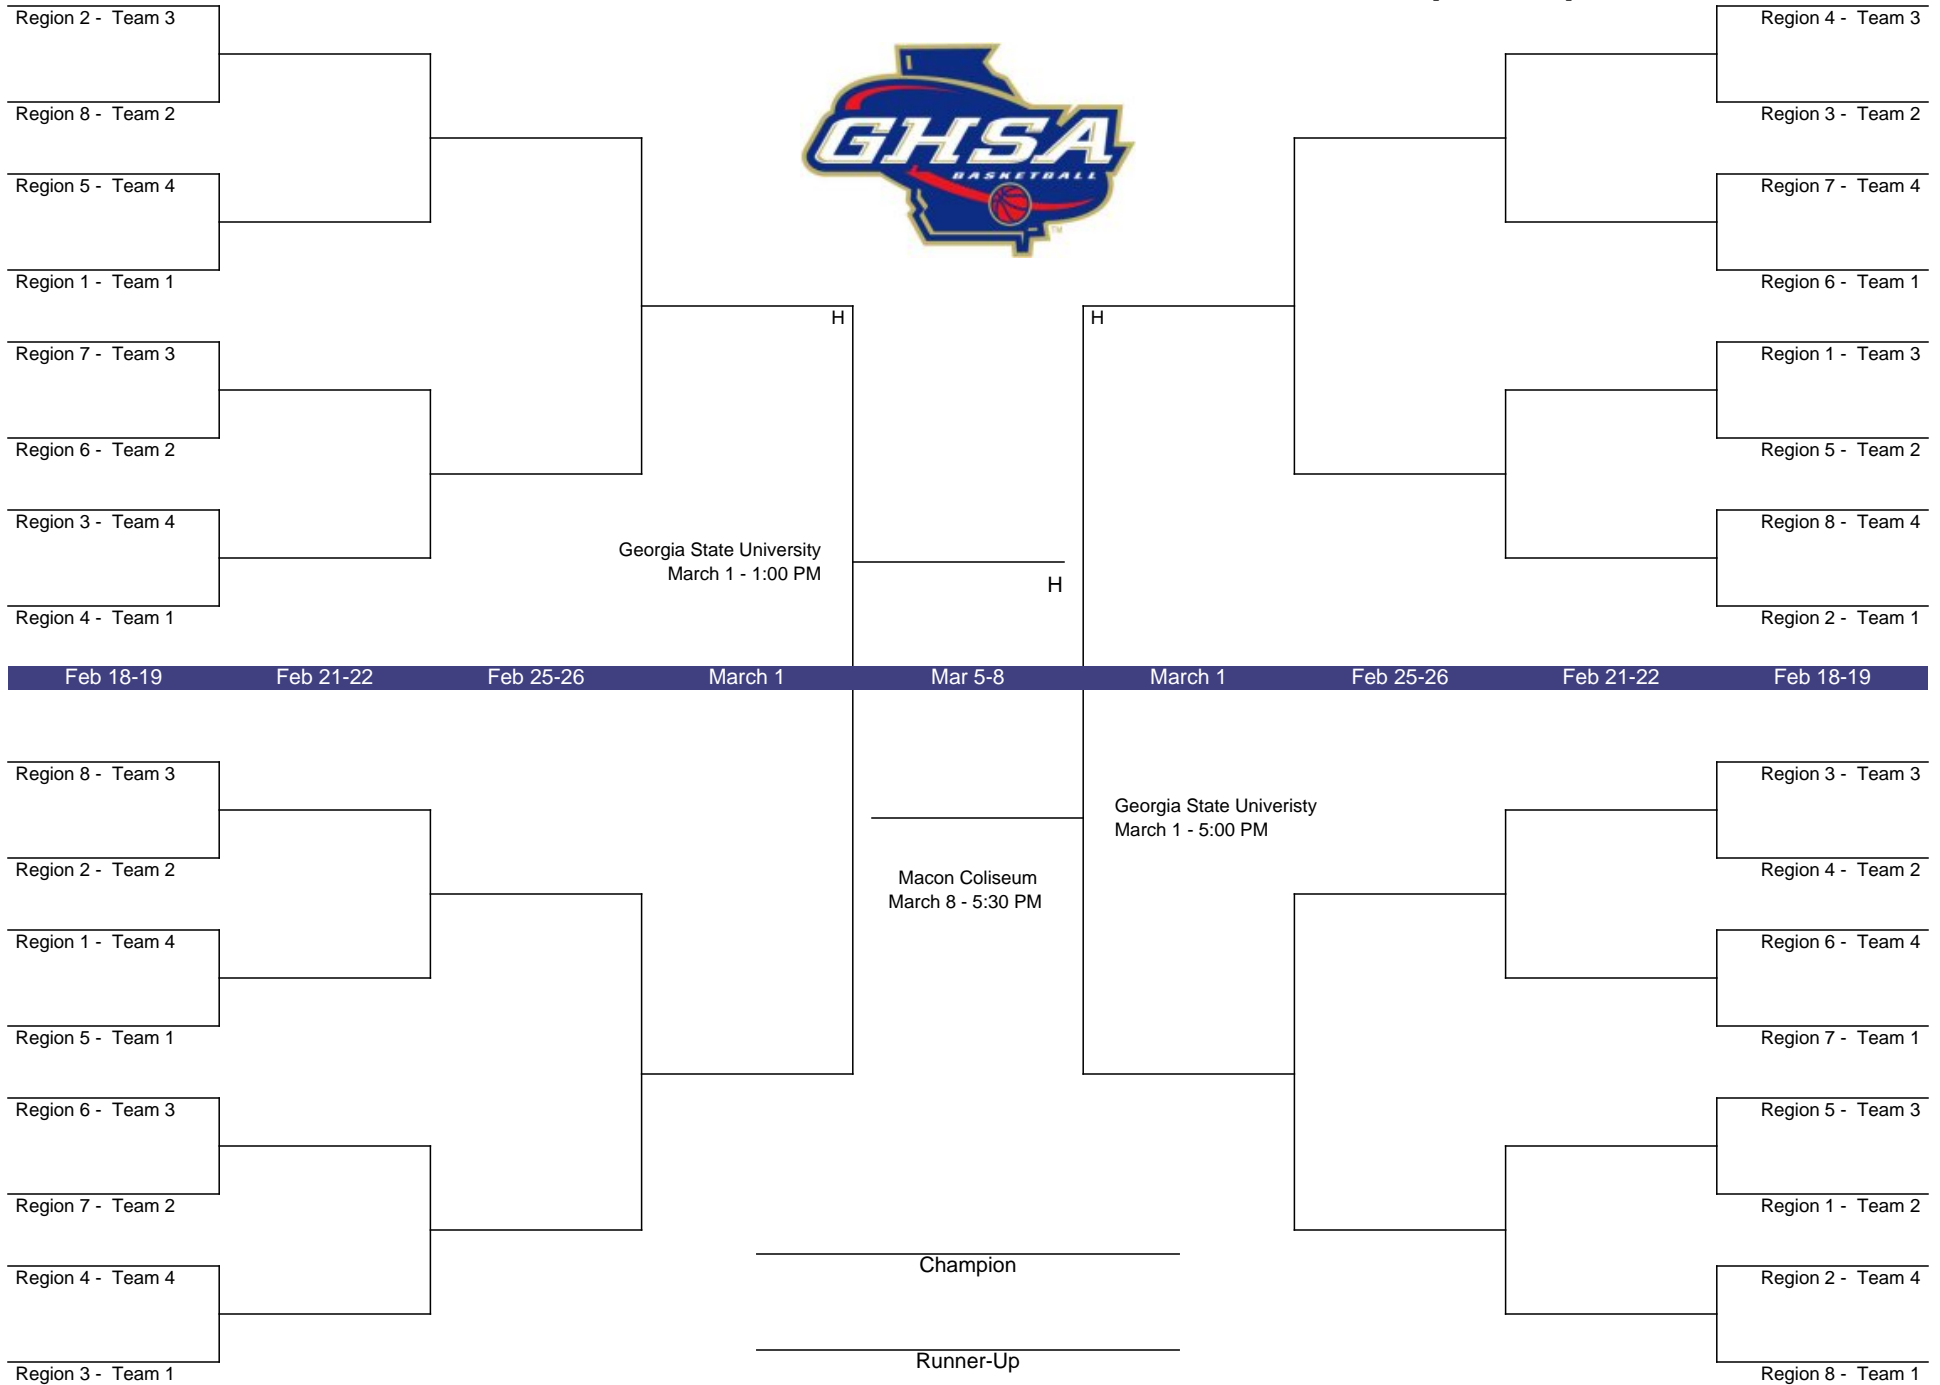 Region 2 - Team 3
Region 8 - Team 2
Region 5 - Team 4
Region 1 - Team 1
Region 7 - Team 3
Region 6 - Team 2
Region 3 - Team 4
Region 4 - Team 1
GHSA
BASKETBALL
TM
H
H
Georgia State University
March 1 - 1:00 PM
H
Region 4 - Team 3
Region 3 - Team 2
Region 7 - Team 4
Region 6 - Team 1
Region 1 - Team 3
Region 5 - Team 2
Region 8 - Team 4
Region 2 - Team 1
Feb 18-19 Feb 21-22 Feb 25-26 March 1 Mar 5-8 March 1 Feb 25-26 Feb 21-22 Feb 18-19
Region 8 - Team 3
Region 2 - Team 2
Region 1 - Team 4
Region 5 - Team 1
Region 6 - Team 3
Region 7 - Team 2
Region 4 - Team 4
Region 3 - Team 1
Georgia State Univeristy
March 1 - 5:00 PM
Macon Coliseum
March 8 - 5:30 PM
Champion
Runner-Up
Region 3 - Team 3
Region 4 - Team 2
Region 6 - Team 4
Region 7 - Team 1
Region 5 - Team 3
Region 1 - Team 2
Region 2 - Team 4
Region 8 - Team 1